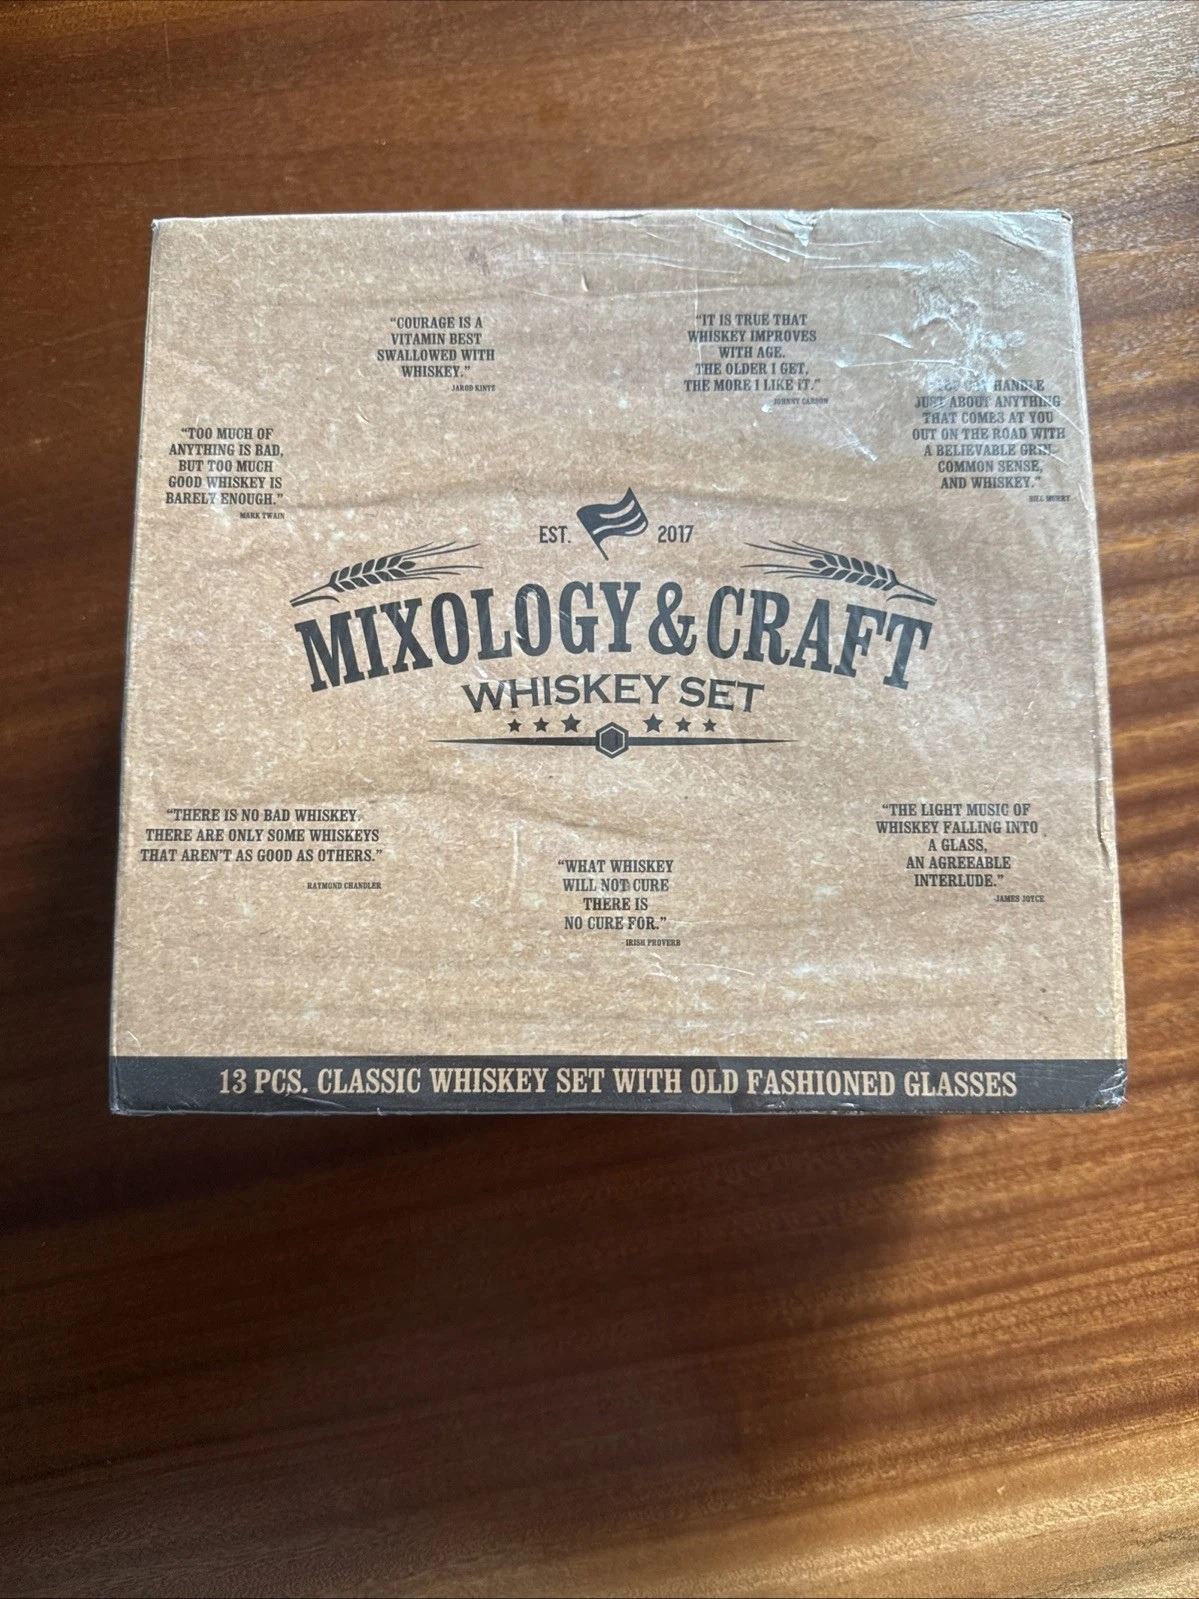 "COURAGE IS A
VITAMIN BEST
SWALLOWED WITH
WHISKEY."
JAROD KINTZ
"IT IS TRUE THAT
WHISKEY IMPROVES
WITH AGE.
THE OLDER I GET,
THE MORE I LIKE IT."
JOHNNY CARSON
HANDLE
JUST ABOUT ANYTHING
THAT COMES AT YOU
OUT ON THE ROAD WITH
A BELIEVABLE GRIN,
COMMON SENSE,
AND WHISKEY."
BILL MURRY
"TOO MUCH OF
ANYTHING IS BAD,
BUT TOO MUCH
GOOD WHISKEY IS
BARELY ENOUGH."
MARK TWAIN
EST. 2017
MIXOLOGY & CRAFT
WHISKEY SET
"THERE IS NO BAD WHISKEY.
THERE ARE ONLY SOME WHISKEYS
THAT AREN'T AS GOOD AS OTHERS."
RAYMOND CHANDLER
"WHAT WHISKEY
WILL NOT CURE
THERE IS
NO CURE FOR."
- IRISH PROVERB
"THE LIGHT MUSIC OF
WHISKEY FALLING INTO
A GLASS,
AN AGREEABLE
INTERLUDE."
-JAMES JOYCE
13 PCS. CLASSIC WHISKEY SET WITH OLD FASHIONED GLASSES